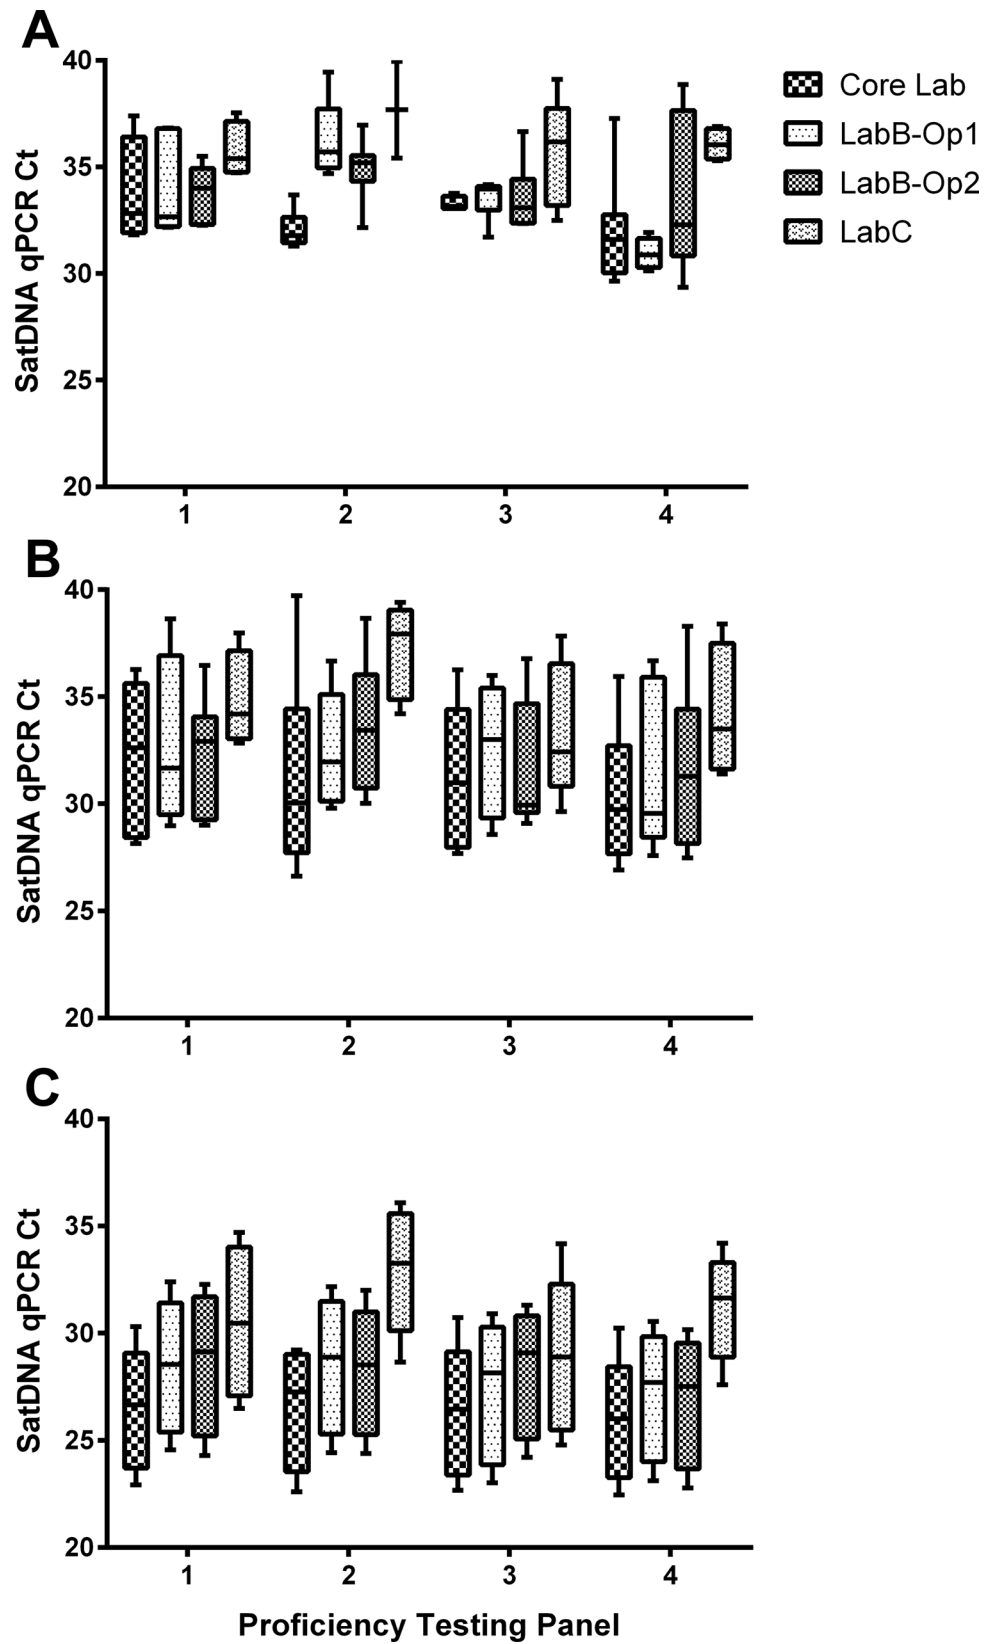 A
SatDNA qPCR Ct
40
35
30
25
20
1 2 3 4
Core Lab
LabB-Op1
LabB-Op2
LabC
B
SatDNA qPCR Ct
40
35
30
25
20
1 2 3 4
C
SatDNA qPCR Ct
40
35
30
25
20
1 2 3 4
Proficiency Testing Panel